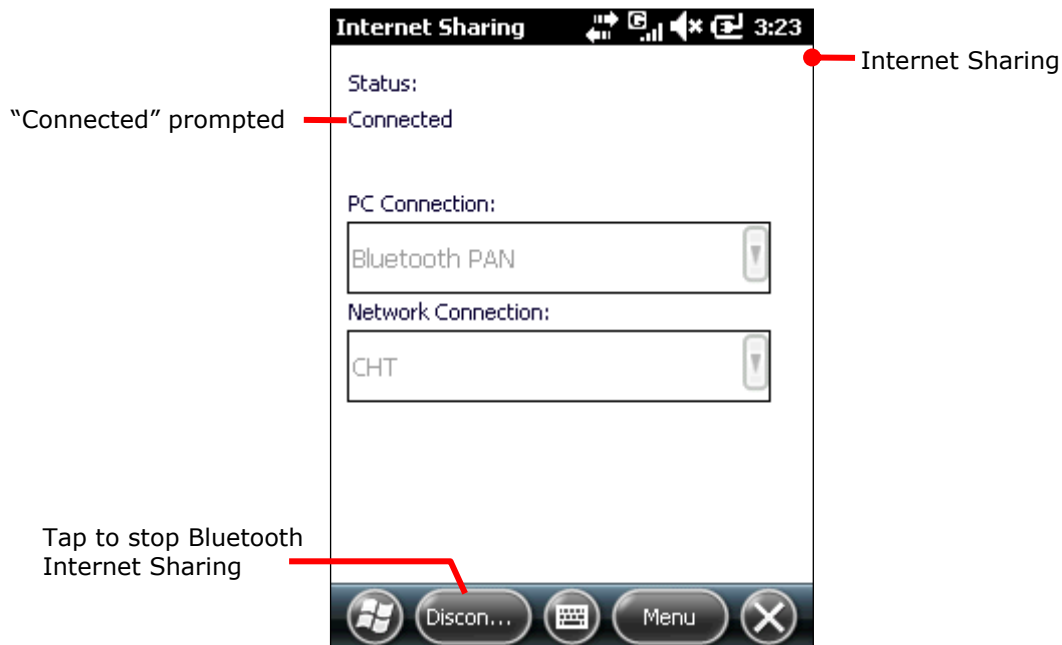 Internet Sharing G 3:23
Internet Sharing
Status:
“Connected” prompted
Connected
PC Connection:
Bluetooth PAN
Network Connection:
CHT
Tap to stop Bluetooth
Internet Sharing
Discon... Menu